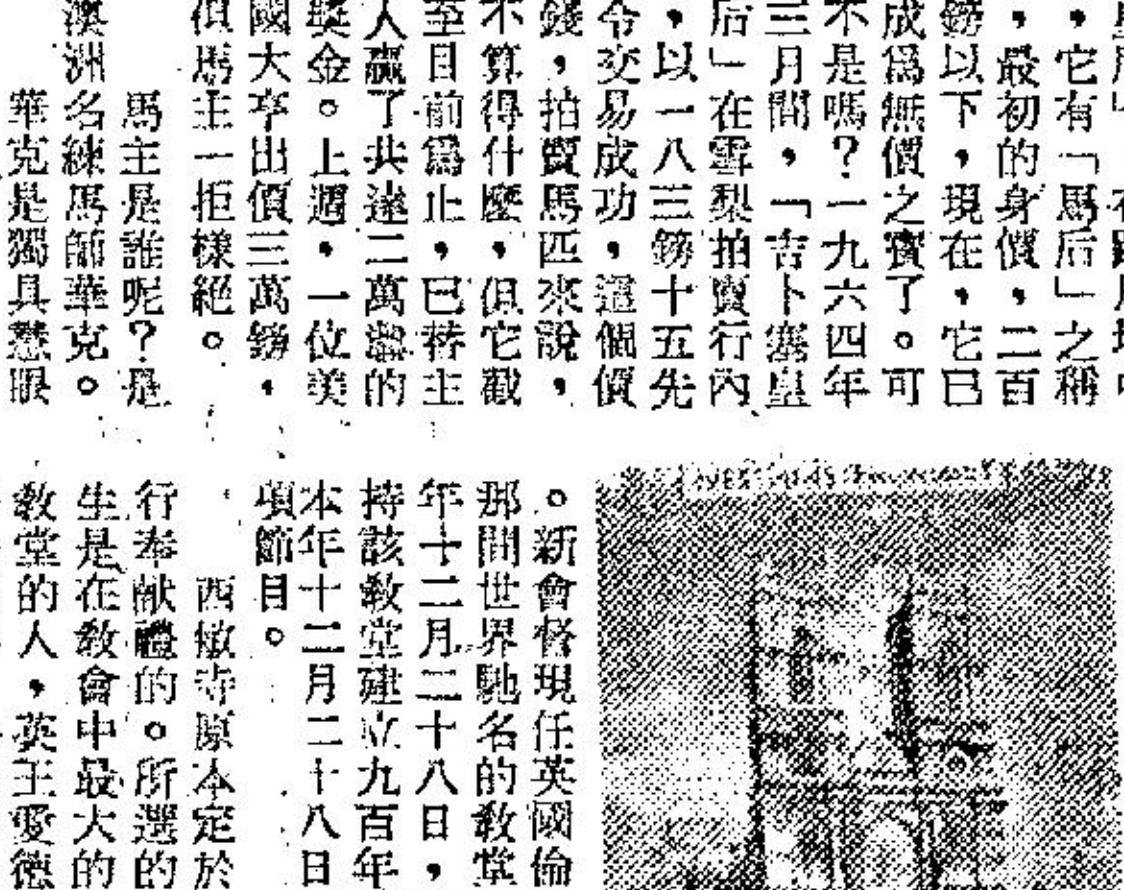 ，它有「馬后」之稱
，最初的身價，二百
鎊以下，現在，它已
成爲無價之寶了。可
不是嗎？一九六四年
三月間，「吉卜塞皇
后」在雪梨拍賣行內
，以一八三鎊十五先
令交易成功，這個價
錢，拍賣馬匹來說，
不算得什麼，但它截
至目前爲止，已替主
人贏了共達二萬鎊的
獎金。上週，一位美
國大亨出價三萬鎊，
但馬主一拒樣絕。
馬主是誰呢？是
澳洲名練馬師華克。
華克是獨具慧眼
。新會督現任英國倫
那間世界馳名的教堂
年十二月二十八日，
持該教堂建立九百年
本年十二月二十八日
項節目。
西敏寺原本定於
行奉献禮的。所選的
生是在教會中最大的
教堂的人，英王愛德